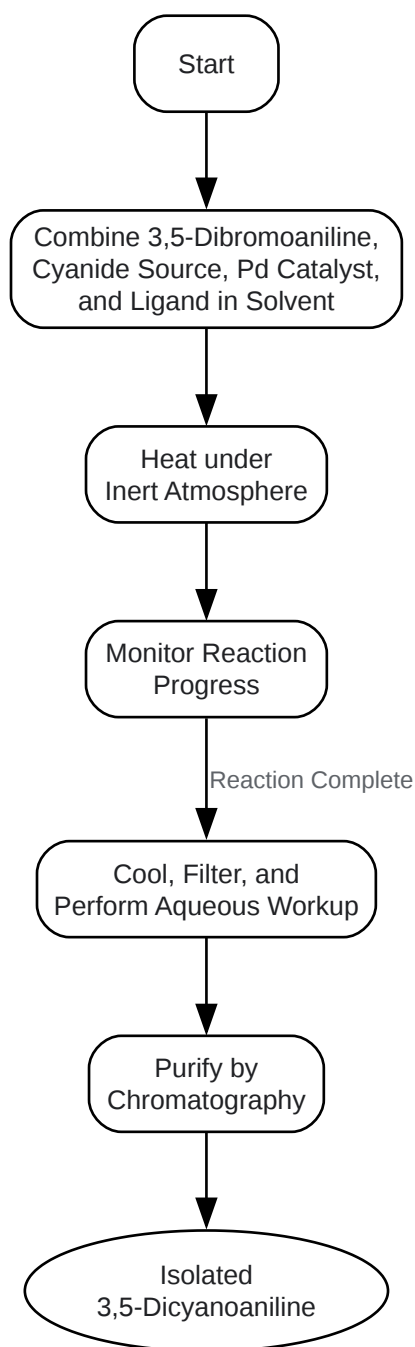 Start
Combine 3,5-Dibromoaniline,
Cyanide Source, Pd Catalyst,
and Ligand in Solvent
Heat under
Inert Atmosphere
Monitor Reaction
Progress
Reaction Complete
Cool, Filter, and
Perform Aqueous Workup
Purify by
Chromatography
Isolated
3,5-Dicyanoaniline